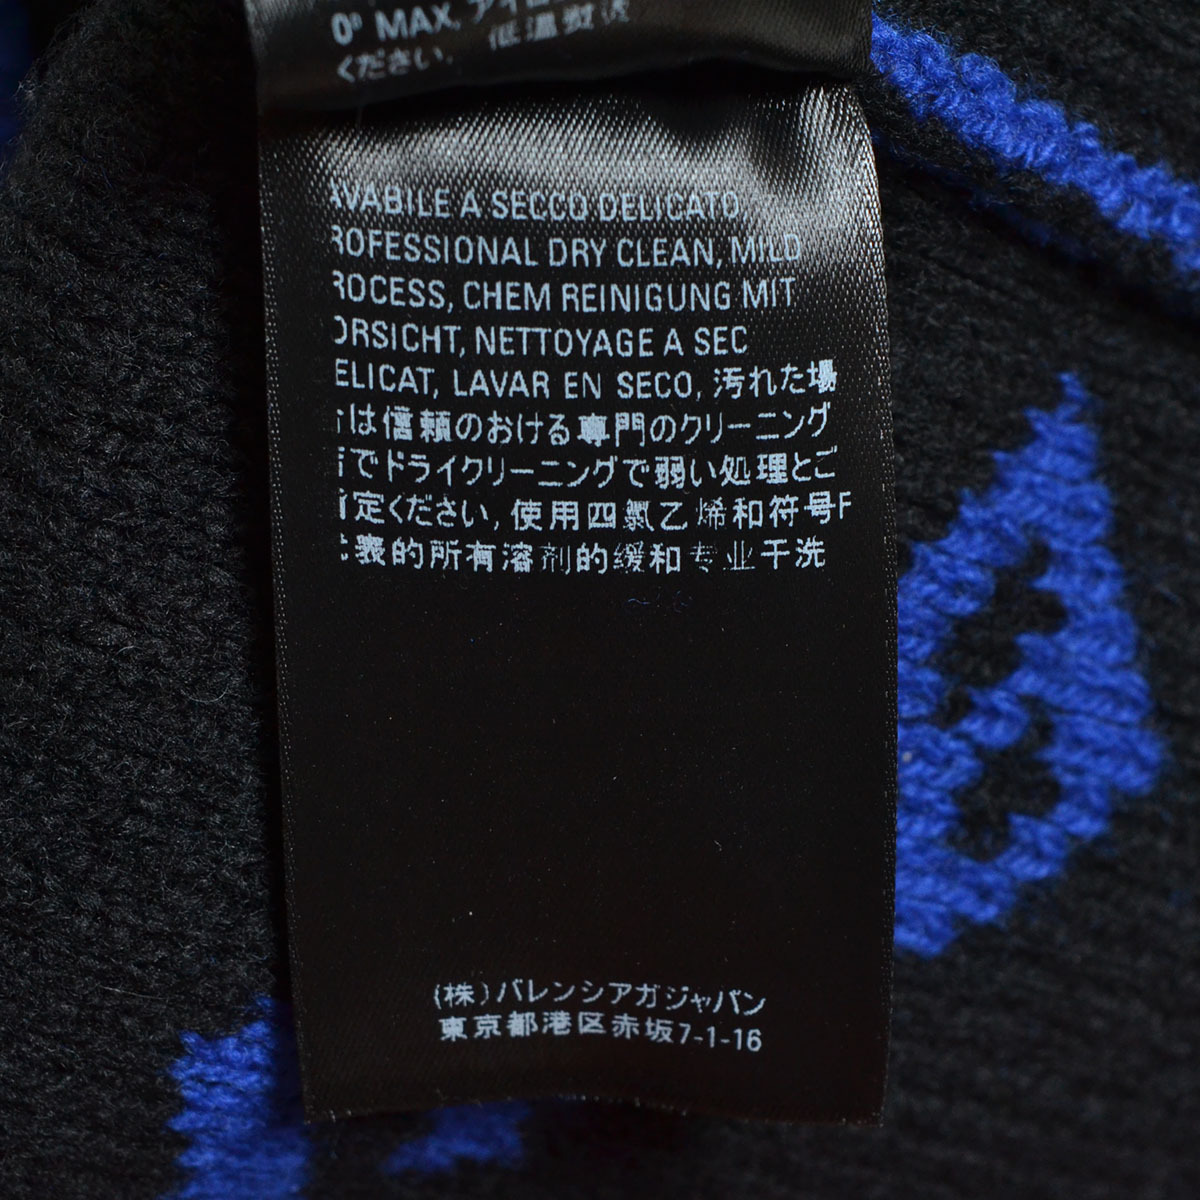 0° MAX, アイロ
ください. 低温熨
AVABILE A SECCO DELICATO,
ROFESSIONAL DRY CLEAN, MILD
ROCESS, CHEM REINIGUNG MIT
ORSICHT, NETTOYAGE A SEC
ELICAT, LAVAR EN SECO, 汚れた場
は信頼のおける専門のクリーニング
でドライクリーニングで弱い処理とご
定ください, 使用四氯乙烯和符号F
表的所有溶剂的缓和专业干洗
(株)バレンシアガジャパン
東京都港区赤坂7-1-16